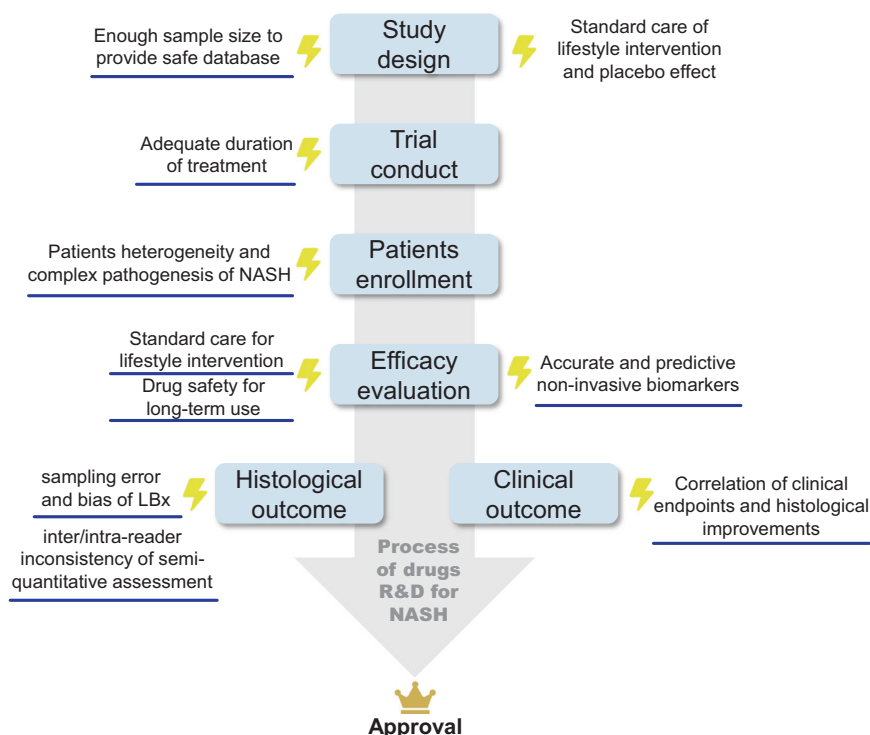 Enough sample size to
provide safe database
Study
design
Standard care of
lifestyle intervention
and placebo effect
Adequate duration
of treatment
Trial
conduct
Patients heterogeneity and
complex pathogenesis of NASH
Patients
enrollment
Standard care for
lifestyle intervention
Drug safety for
long-term use
Efficacy
evaluation
Accurate and predictive
non-invasive biomarkers
sampling error
and bias of LBx
inter/intra-reader
inconsistency of semi-
quantitative assessment
Histological
outcome
Clinical
outcome
Correlation of clinical
endpoints and histological
improvements
Process
of drugs
R&D for
NASH
Approval